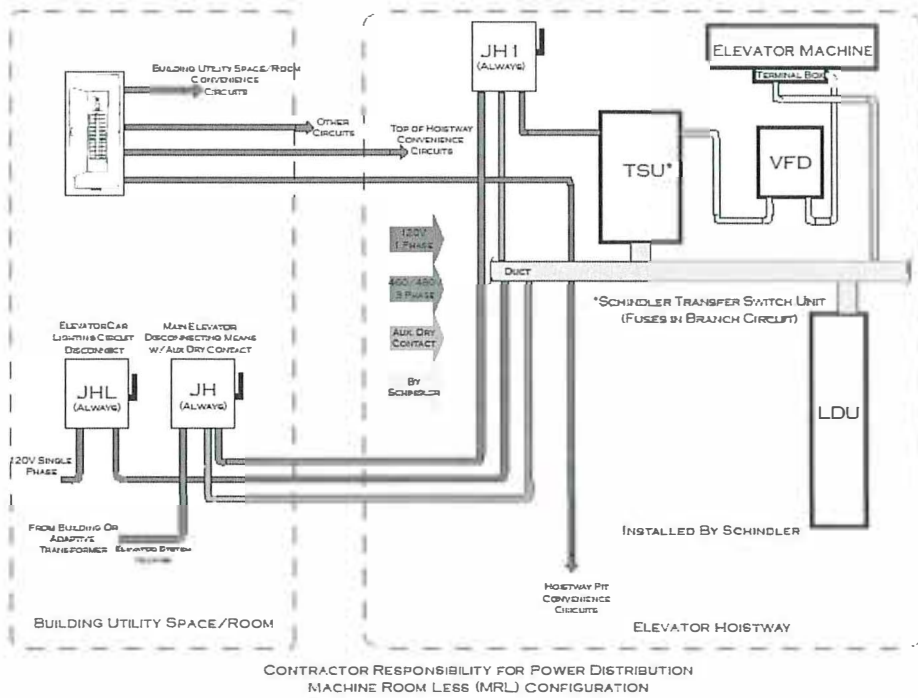 BUILDING UTILITY SPACE/ROOM
CONVENIENCE
CIRCUITS
OTHER
CIRCUITS
TOP OF HOISTWAY
CONVENIENCE
CIRCUITS
JH1
(ALWAYS)
ELEVATOR MACHINE
TERMINAL BOX
TSU*
VFD
120V
1 PHASE
400/480
3 PHASE
AUX. DRY
CONTACT
BY
SCHINDLER
DUCT
*SCHINDLER TRANSFER SWITCH UNIT
(FUSES IN BRANCH CIRCUIT)
LDU
ELEVATOR CAR
LIGHTING CIRCUIT
DISCONNECT
MAIN ELEVATOR
DISCONNECTING MEANS
W/AUX DRY CONTACT
JHL
(ALWAYS)
JH
(ALWAYS)
120V SINGLE
PHASE
FROM BUILDING OR
ADAPTIVE
TRANSFORMER
ELEVATOR SYSTEM
INSTALLED BY SCHINDLER
HOISTWAY PIT
CONVENIENCE
CIRCUITS
BUILDING UTILITY SPACE/ROOM
ELEVATOR HOISTWAY
CONTRACTOR RESPONSIBILITY FOR POWER DISTRIBUTION
MACHINE ROOM LESS (MRL) CONFIGURATION